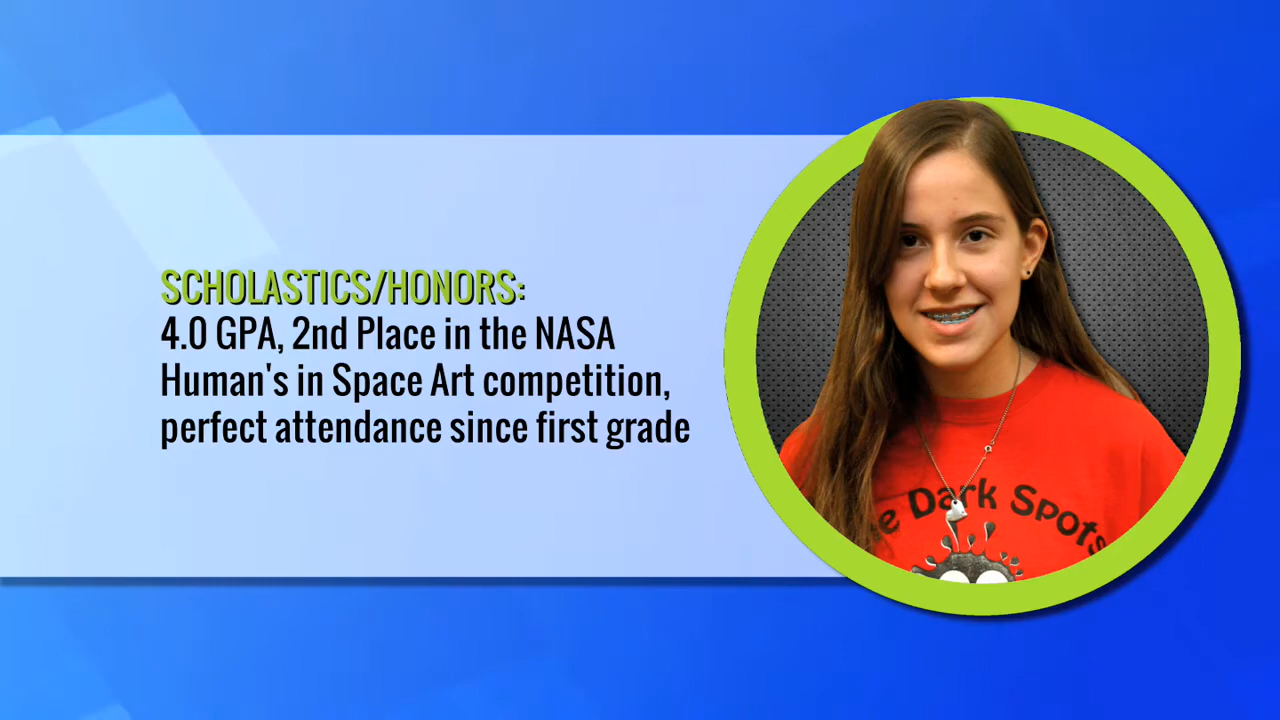 SCHOLASTICS/HONORS:
4.0 GPA, 2nd Place in the NASA
Human's in Space Art competition,
perfect attendance since first grade
Dark Spots